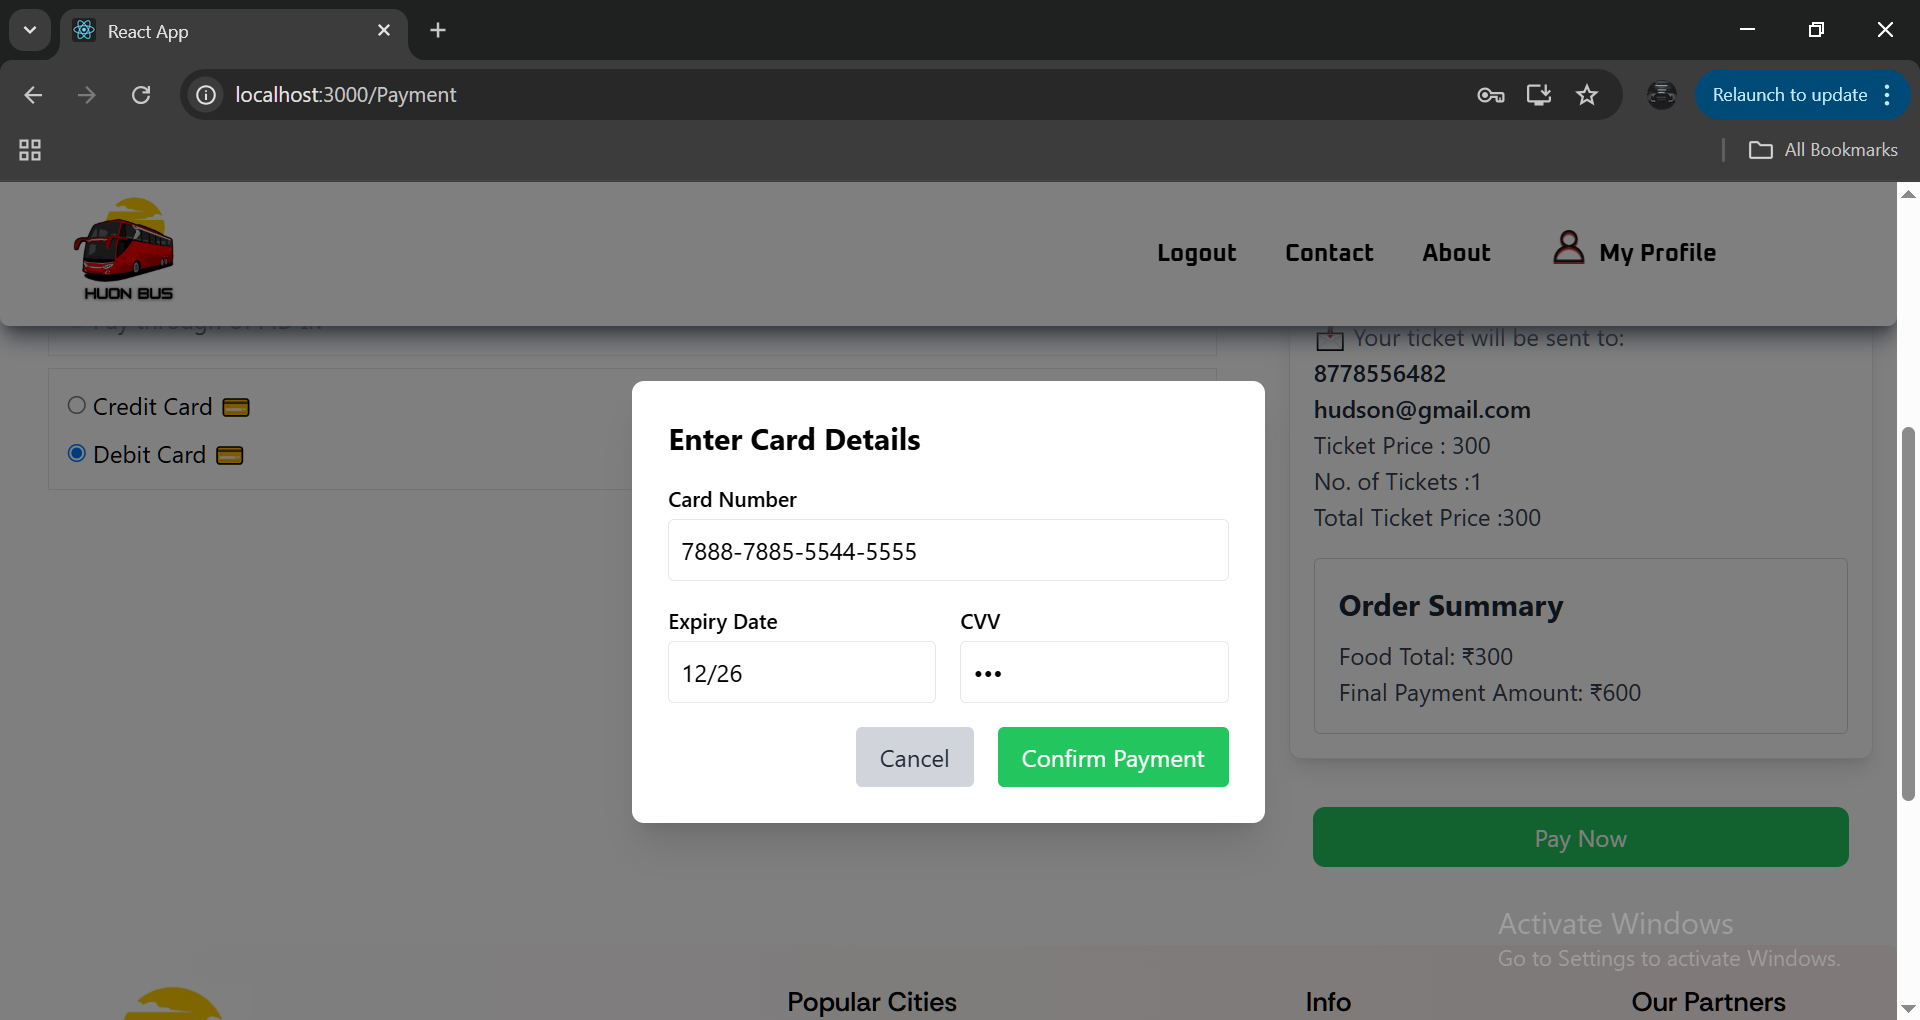 React App
localhost:3000/Payment
Relaunch to update
All Bookmarks
HUON BUS
Logout
Contact
About
My Profile
Your ticket will be sent to:
8778556482
hudson@gmail.com
Ticket Price : 300
No. of Tickets :1
Total Ticket Price :300
Credit Card
Debit Card
Enter Card Details
Card Number
7888-7885-5544-5555
Expiry Date
CVV
12/26
•••
Cancel
Confirm Payment
Order Summary
Food Total: ₹300
Final Payment Amount: ₹600
Pay Now
Activate Windows
Go to Settings to activate Windows.
Popular Cities
Info
Our Partners